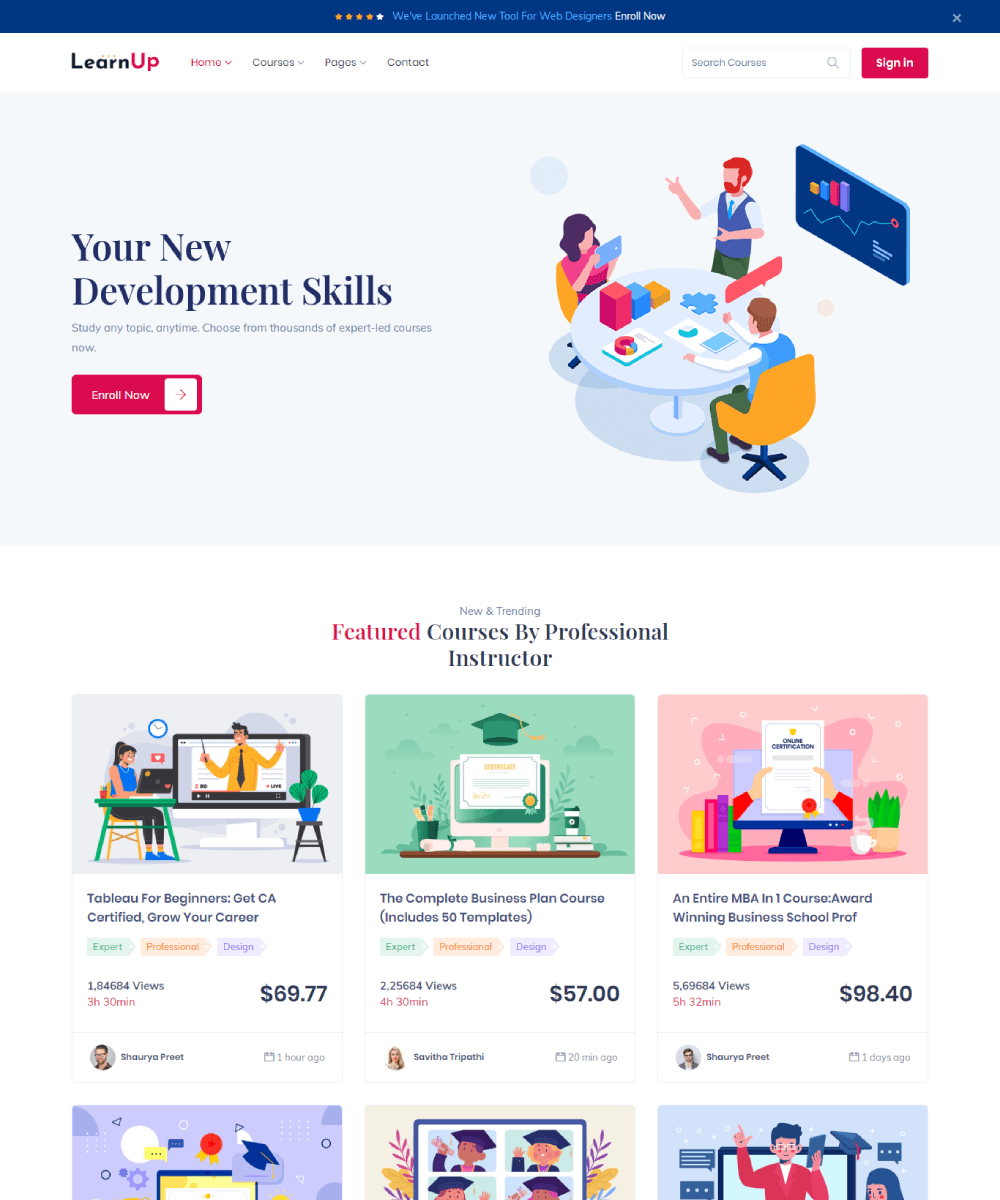 We've Launched New Tool For Web Designers Enroll Now
LearnUp
Home
Courses
Pages
Contact
Search Courses
Sign in
Your New
Development Skills
Study any topic, anytime. Choose from thousands of expert-led courses
now.
Enroll Now
New & Trending
Featured Courses By Professional
Instructor
LIVE
CERTIFICATE
ONLINE
CERTIFICATION
Tableau For Beginners: Get CA
Certified, Grow Your Career
Expert
Professional
Design
1,84684 Views
3h 30min
$69.77
Shaurya Preet
1 hour ago
The Complete Business Plan Course
(Includes 50 Templates)
Expert
Professional
Design
2,25684 Views
4h 30min
$57.00
Savitha Tripathi
20 min ago
An Entire MBA In 1 Course:Award
Winning Business School Prof
Expert
Professional
Design
5,69684 Views
5h 32min
$98.40
Shaurya Preet
1 days ago